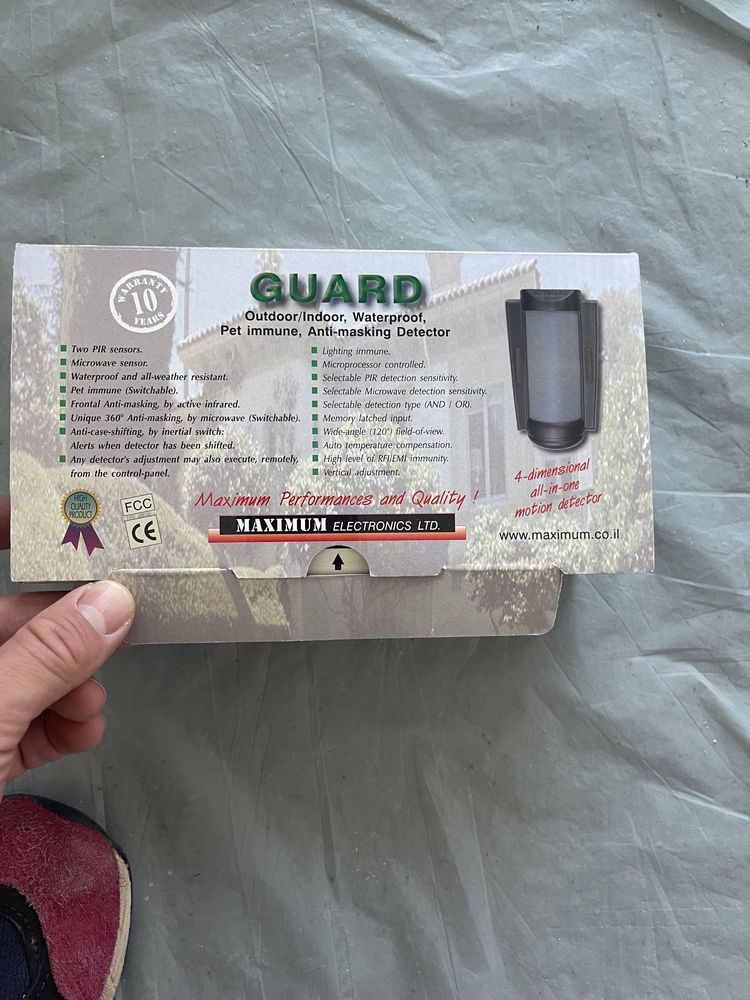 WARRANTY
10
YEARS
GUARD
Outdoor/Indoor, Waterproof,
Pet immune, Anti-masking Detector
Two PIR sensors.
Microwave sensor.
Waterproof and all-weather resistant.
Pet immune (Switchable).
Frontal Anti-masking, by active infrared.
Unique 360° Anti-masking, by microwave (Switchable).
Anti-case-shifting, by inertial switch:
Alerts when detector has been shifted.
Any detector's adjustment may also execute, remotely,
from the control-panel.
Lighting immune.
Microprocessor controlled.
Selectable PIR detection sensitivity.
Selectable Microwave detection sensitivity.
Selectable detection type (AND / OR).
Memory latched input.
Wide-angle (120°) field-of-view.
Auto temperature compensation.
High level of RFI/EMI immunity.
Vertical adjustment.
4-dimensional
all-in-one
motion detector
HIGH
QUALITY
PRODUCT
FCC
CE
Maximum Performances and Quality !
MAXIMUM ELECTRONICS LTD.
www.maximum.co.il